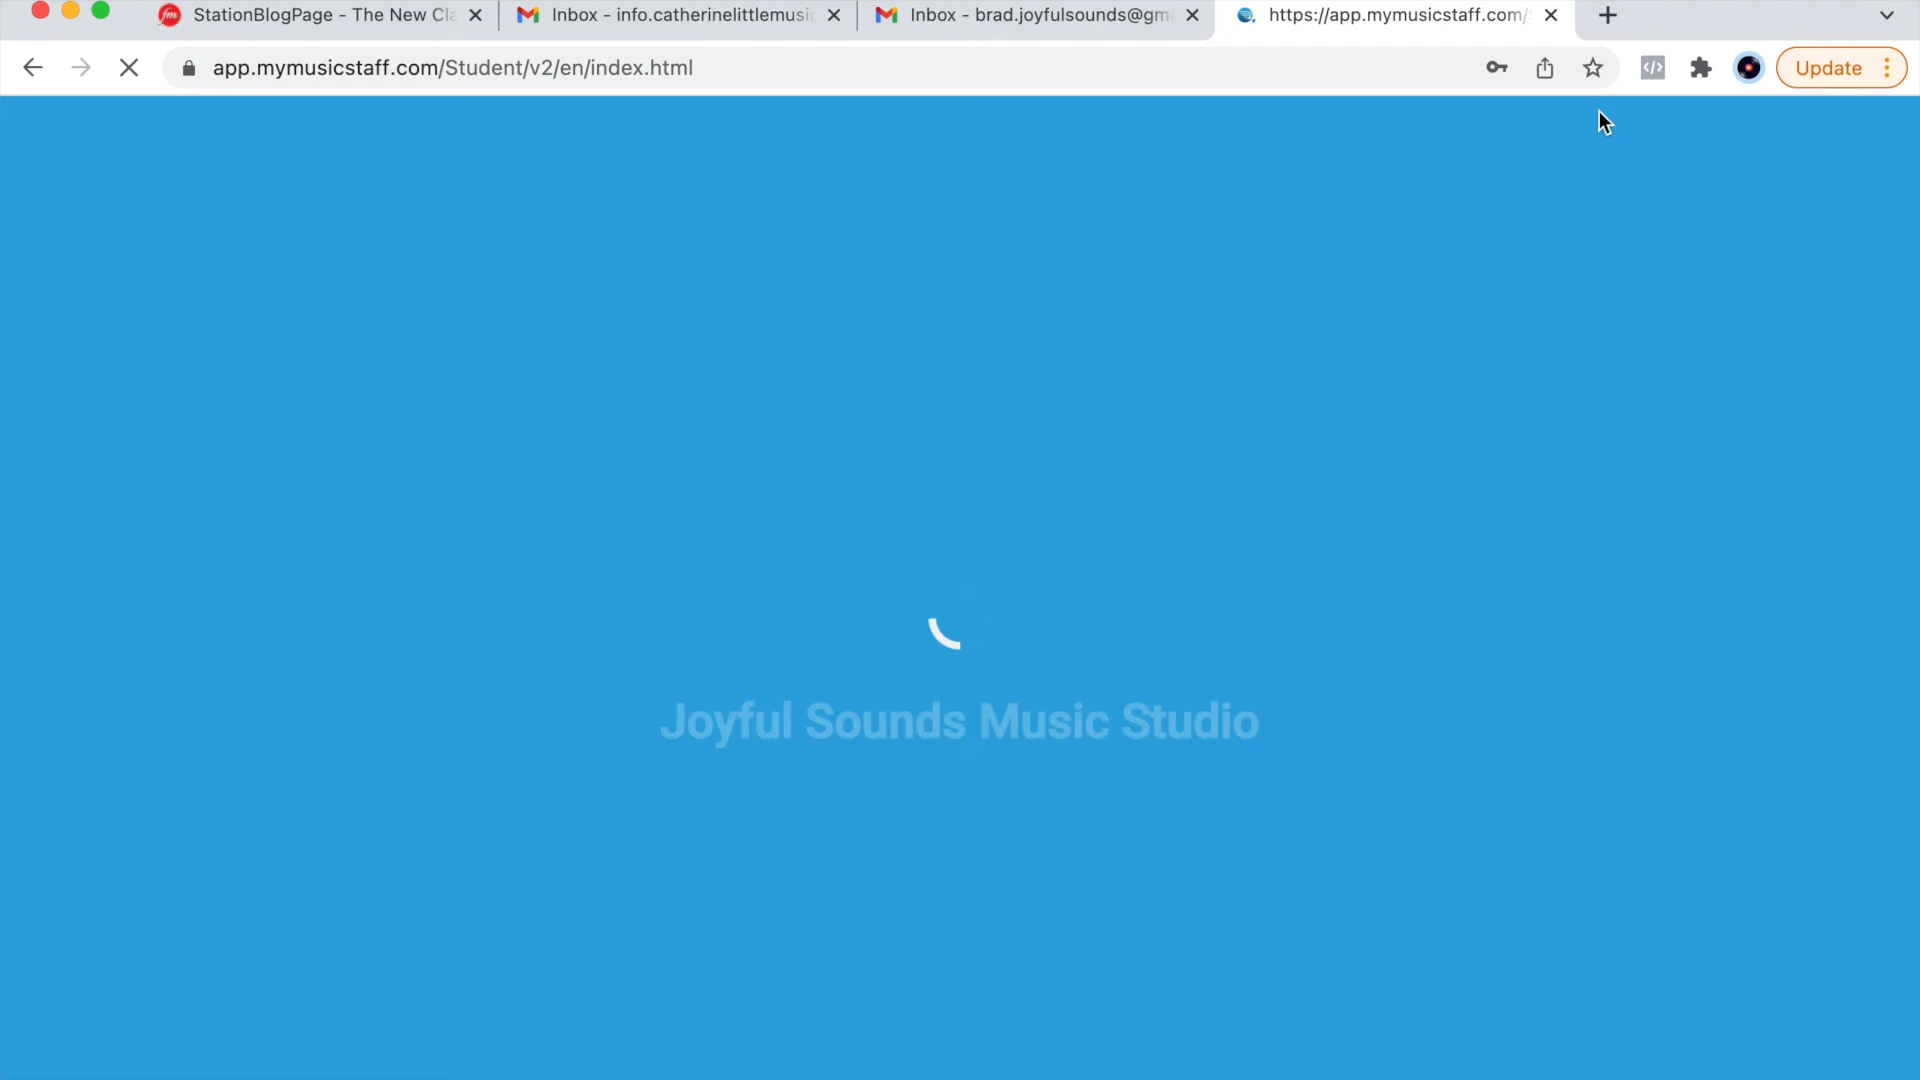 StationBlogPage - The New Cla
Inbox - info.catherinelittlemusi
Inbox - brad.joyfulsounds@gm
https://app.mymusicstaff.com/
app.mymusicstaff.com/Student/v2/en/index.html
Update
Joyful Sounds Music Studio